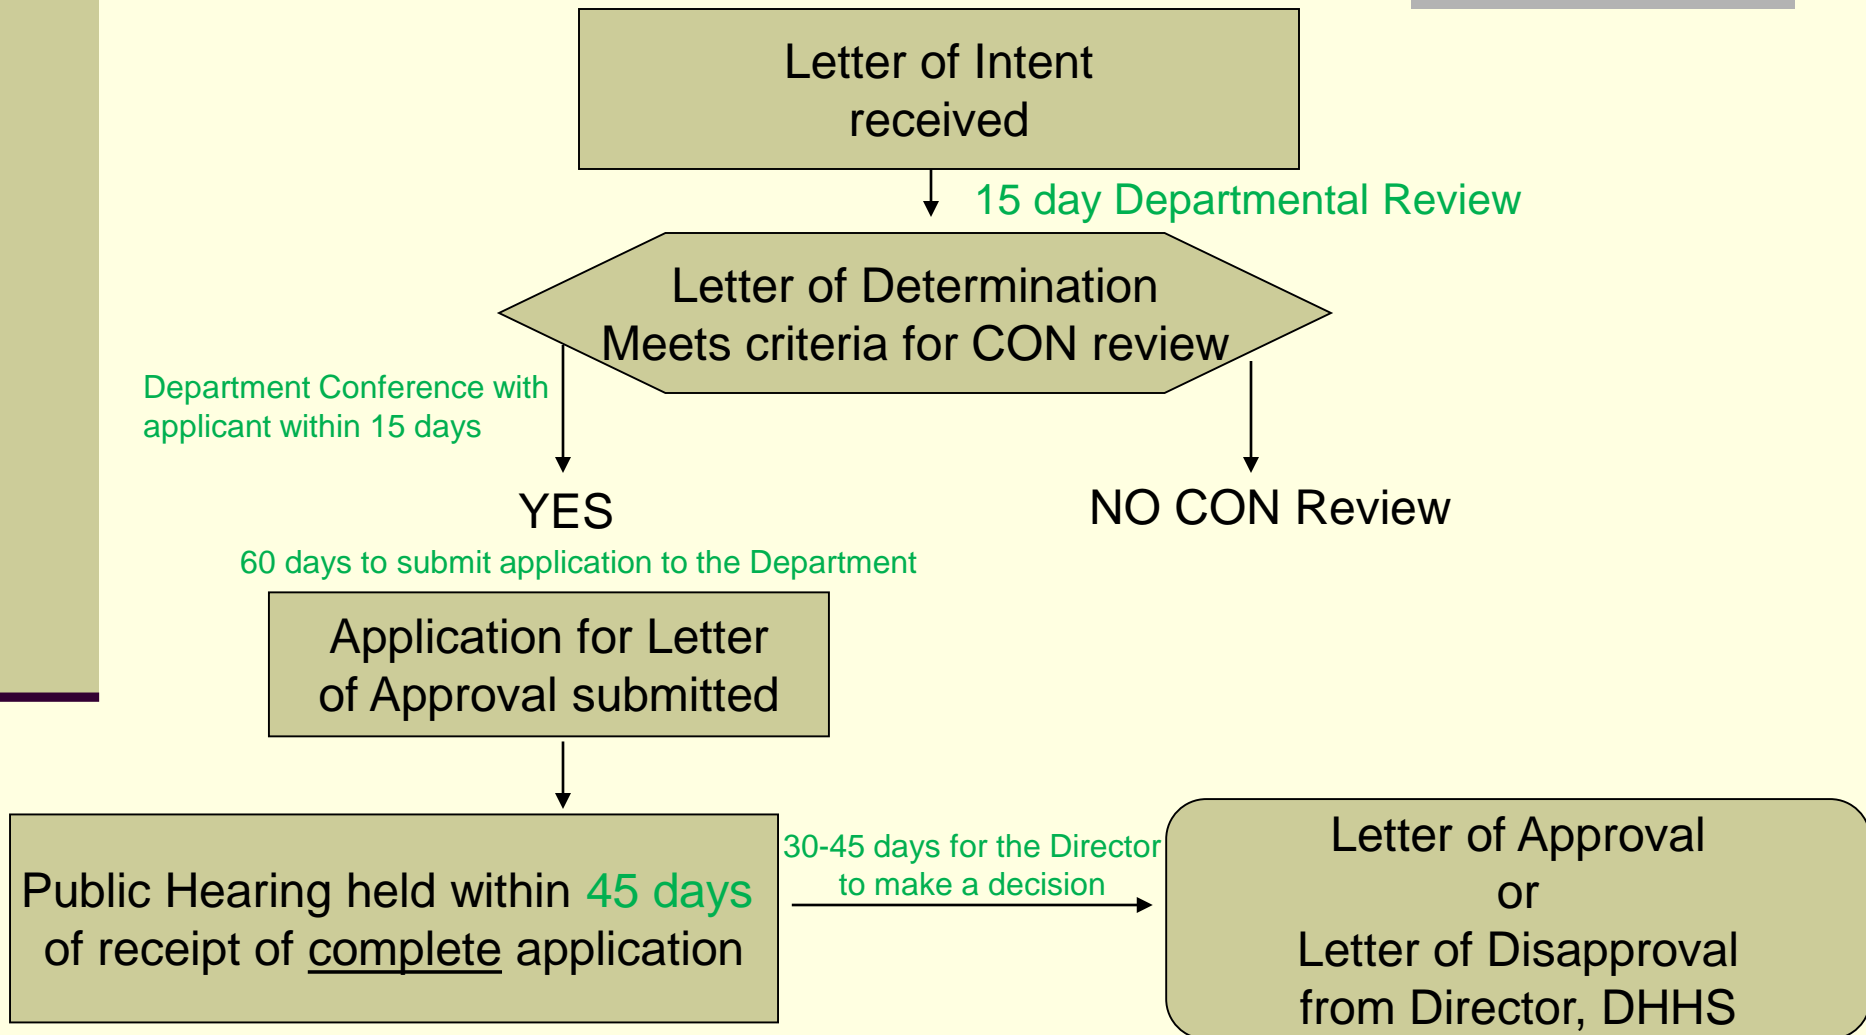 Letter of Intent
received
15 day Departmental Review
Letter of Determination
Meets criteria for CON review
Department Conference with
applicant within 15 days
YES
NO CON Review
60 days to submit application to the Department
Application for Letter
of Approval submitted
Public Hearing held within 45 days
of receipt of complete application
30-45 days for the Director
to make a decision
Letter of Approval
or
Letter of Disapproval
from Director, DHHS